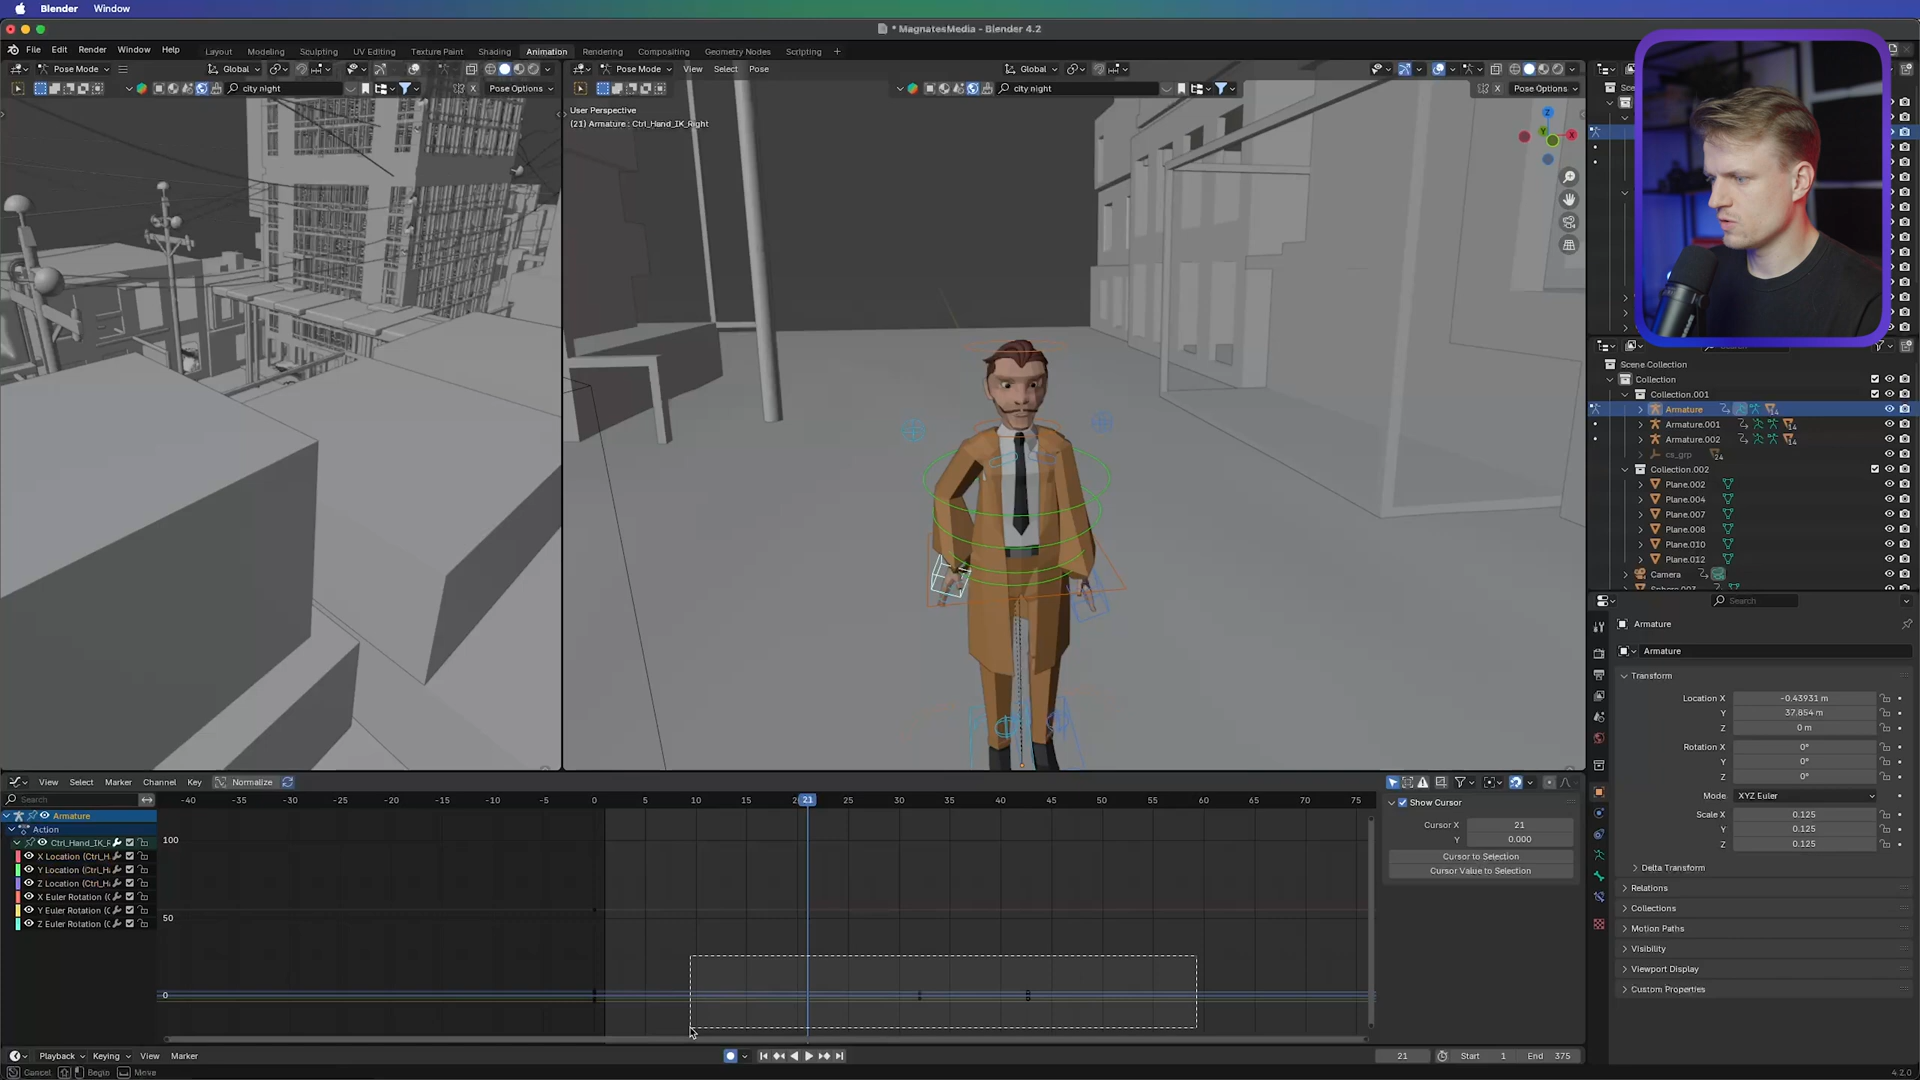 Blender Window
* MagnatesMedia - Blender 4.2
File Edit Render Window Help Layout Modeling Sculpting UV Editing Texture Paint Shading Animation Rendering Compositing Geometry Nodes Scripting +
Pose Mode Global Pose Mode View Select Pose Global
city night Pose Options city night Pose Options
User Perspective
(21) Armature : Ctrl_Hand_IK_Right
Z
Y X
Scene Collection
Collection
Collection.001
Armature
Armature.001
Armature.002
cs_grp
Collection.002
Plane.002
Plane.004
Plane.007
Plane.008
Plane.010
Plane.012
Camera
Search
Armature
Armature
Transform
Location X -0.43931 m
Y 37.854 m
Z 0 m
Rotation X 0°
Y 0°
Z 0°
Mode XYZ Euler
Scale X 0.125
Y 0.125
Z 0.125
Delta Transform
Relations
Collections
Motion Paths
Visibility
Viewport Display
Custom Properties
View Select Marker Channel Key Normalize
Search -40 -35 -30 -25 -20 -15 -10 -5 0 5 10 15 21 25 30 35 40 45 50 55 60 65 70 75
Armature
Action
Ctrl_Hand_IK_R
X Location (Ctrl_H
Y Location (Ctrl_H
Z Location (Ctrl_H
X Euler Rotation (C
Y Euler Rotation (C
Z Euler Rotation (C
100
50
0
Show Cursor
Cursor X 21
Y 0.000
Cursor to Selection
Cursor Value to Selection
Playback Keying View Marker 21 Start 1 End 375
Cancel Begin Move 4.2.0